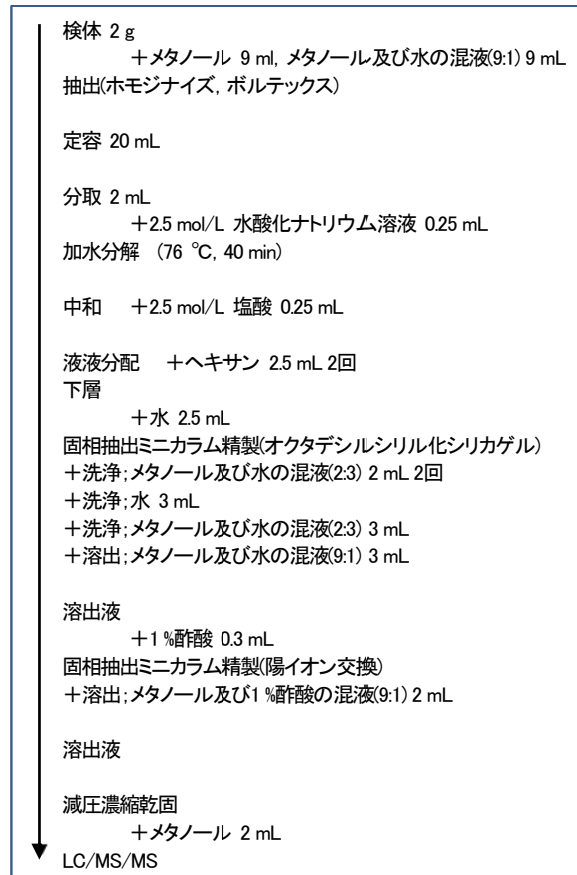 検体 2 g
＋メタノール 9 ml, メタノール及び水の混液(9:1) 9 mL
抽出(ホモジナイズ, ボルテックス)
定容 20 mL
分取 2 mL
＋2.5 mol/L 水酸化ナトリウム溶液 0.25 mL
加水分解 (76 ℃, 40 min)
中和 ＋2.5 mol/L 塩酸 0.25 mL
液液分配 ＋ヘキサン 2.5 mL 2回
下層
＋水 2.5 mL
固相抽出ミニカラム精製(オクタデシルシリル化シリカゲル)
＋洗浄;メタノール及び水の混液(2:3) 2 mL 2回
＋洗浄;水 3 mL
＋洗浄;メタノール及び水の混液(2:3) 3 mL
＋溶出;メタノール及び水の混液(9:1) 3 mL
溶出液
＋1 %酢酸 0.3 mL
固相抽出ミニカラム精製(陽イオン交換)
＋溶出;メタノール及び1 %酢酸の混液(9:1) 2 mL
溶出液
減圧濃縮乾固
＋メタノール 2 mL
LC/MS/MS